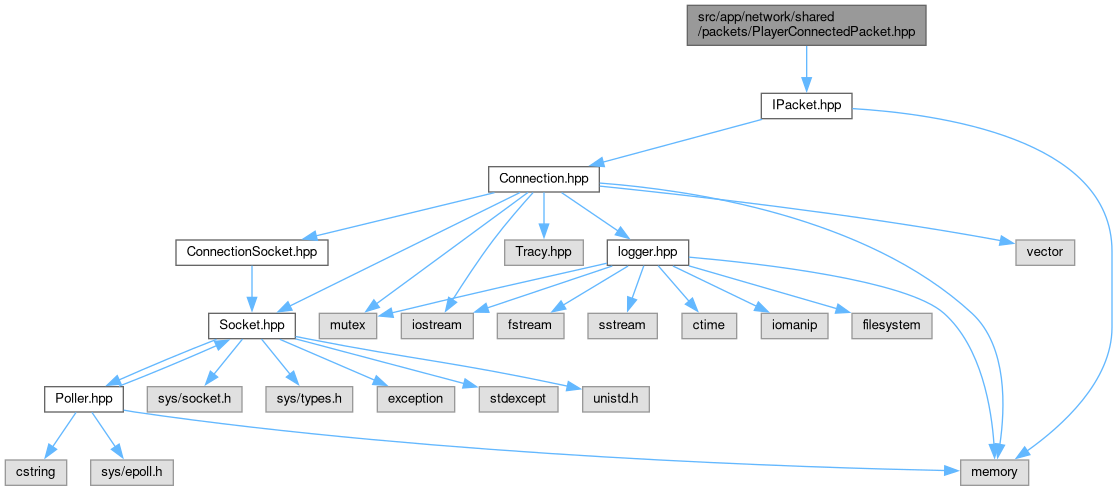 src/app/network/shared
/packets/PlayerConnectedPacket.hpp
IPacket.hpp
Connection.hpp
ConnectionSocket.hpp
Tracy.hpp
logger.hpp
vector
Socket.hpp
mutex
iostream
fstream
sstream
ctime
iomanip
filesystem
Poller.hpp
sys/socket.h
sys/types.h
exception
stdexcept
unistd.h
cstring
sys/epoll.h
memory